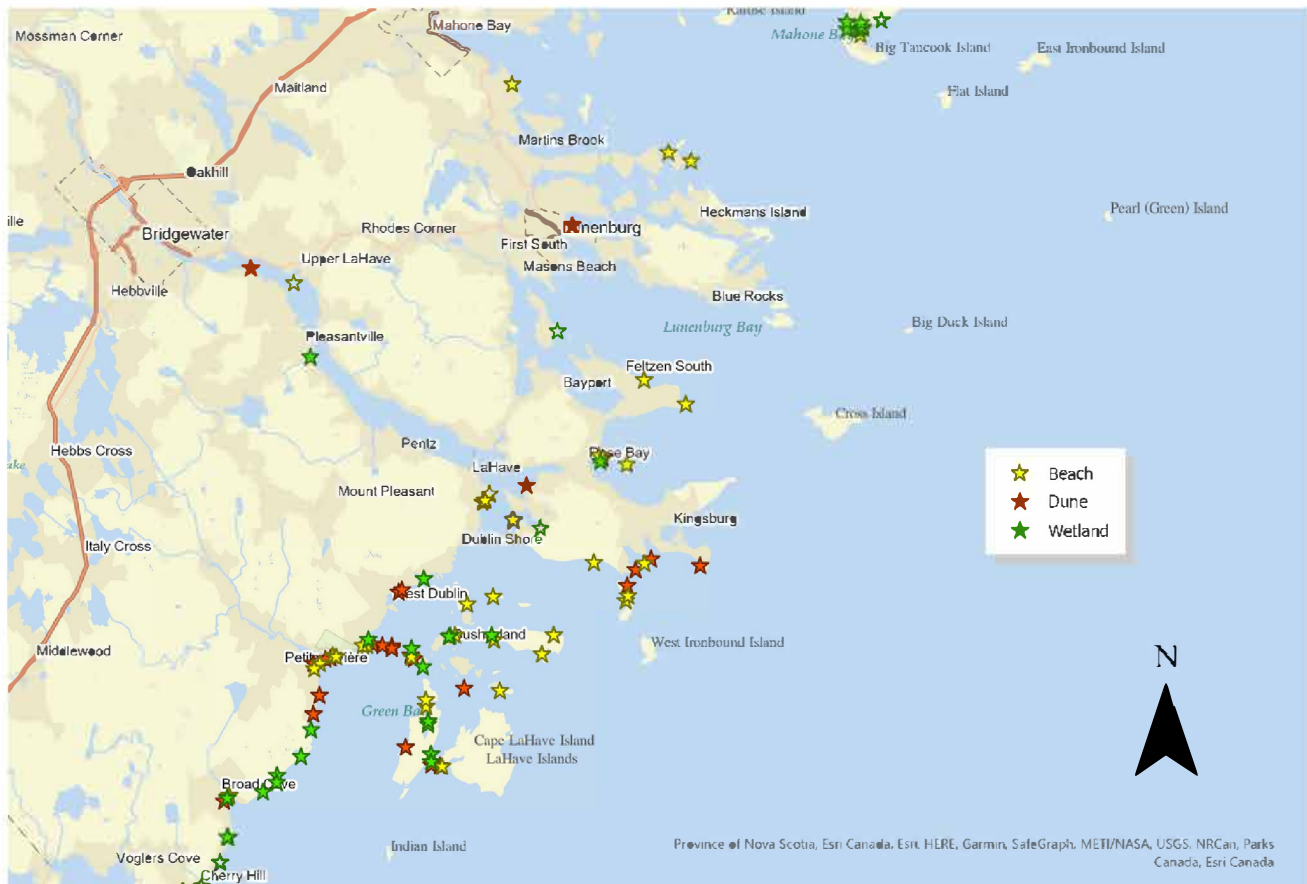 Mossman Corner
Mahone Bay
Mahone Bay
Big Tancook Island
East Ironbound Island
Flat Island
Maitland
Martins Brook
Oakhill
Heckmans Island
Pearl (Green) Island
Bridgewater
Rhodes Corner
First South
Upper LaHave
Masons Beach
Hebbville
Blue Rocks
Lunenburg Bay
Big Duck Island
Pleasantville
Feltzen South
Bayport
Cross Island
Pentz
Hebbs Cross
Rose Bay
LaHave
Mount Pleasant
Beach
Dune
Wetland
Kingsburg
Dublin Shore
Italy Cross
Middlewood
West Ironbound Island
N
Cape LaHave Island
LaHave Islands
Broad Cove
Indian Island
Voglers Cove
Cherry Hill
Province of Nova Scotia, Esri Canada, Esri, HERE, Garmin, SafeGraph, METI/NASA, USGS, NRCan, Parks
Canada, Esri Canada